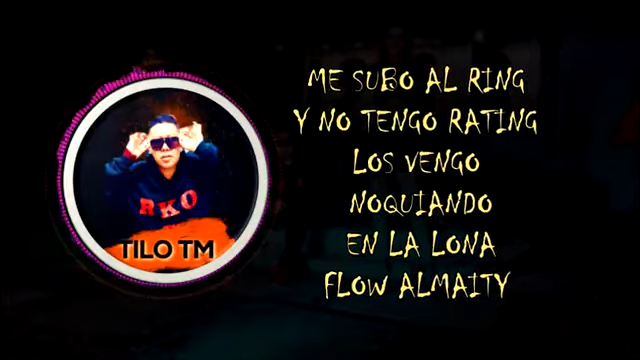 RKO
TILO TM
ME SUBO AL RING
Y NO TENGO RATING
LOS VENGO
NOQUIANDO
EN LA LONA
FLOW ALMAITY